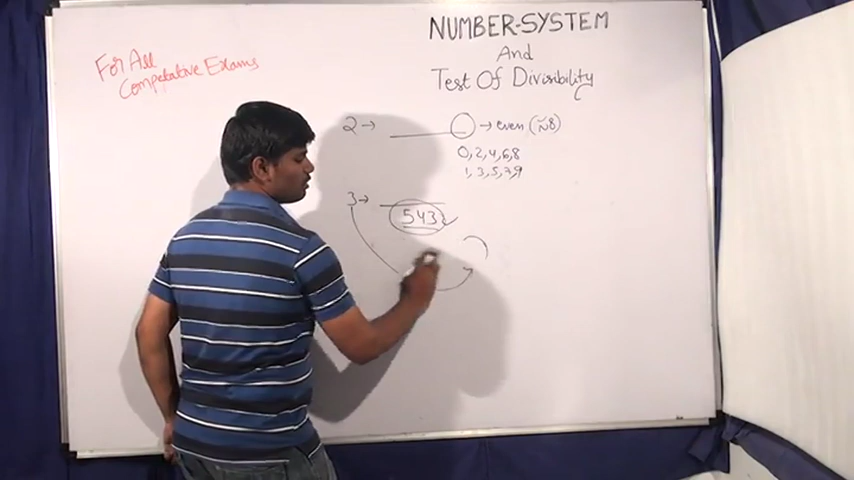 NUMBER-SYSTEM
And
Test Of Divisibility
For All
Competative Exams
2 → → even
0, 2, 4, 6, 8
1, 3, 5, 7, 9
3 →
543